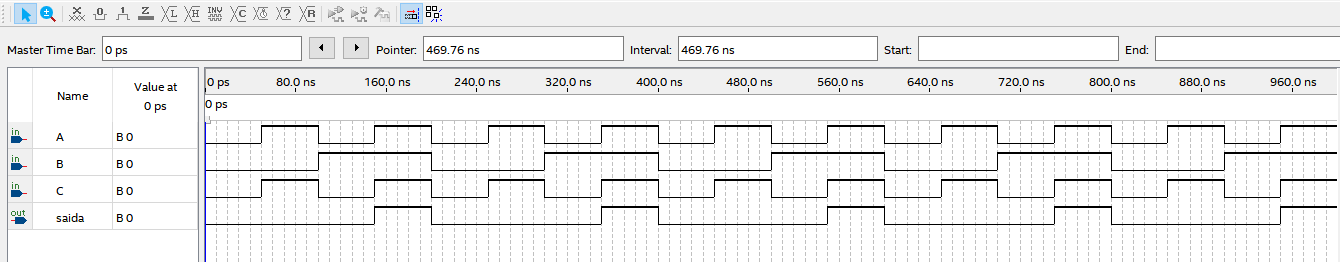 Master Time Bar: 0 ps Pointer: 469.76 ns Interval: 469.76 ns Start: End:
Name Value at 0 ps
0 ps 80.0 ns 160.0 ns 240.0 ns 320.0 ns 400.0 ns 480.0 ns 560.0 ns 640.0 ns 720.0 ns 800.0 ns 880.0 ns 960.0 ns
0 ps
in A B 0
in B B 0
in C B 0
out saida B 0